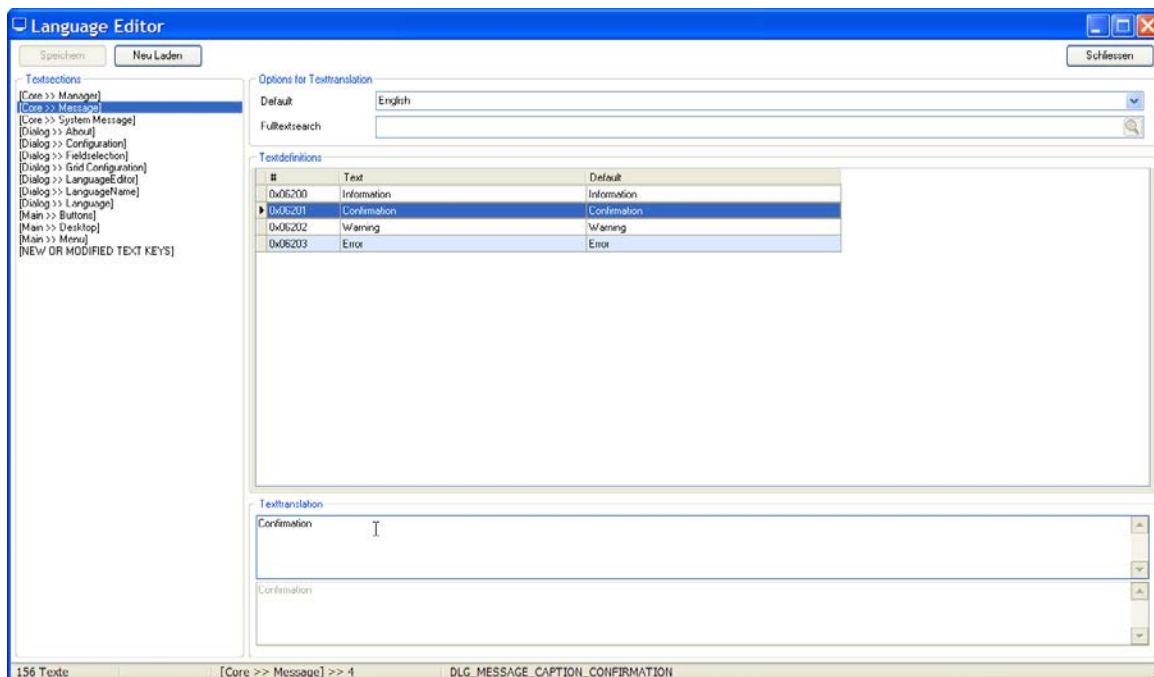 Language Editor
Speichern Neu Laden Schliessen
Textsections
[Core >> Manager]
[Core >> Message]
[Core >> System Message]
[Dialog >> About]
[Dialog >> Configuration]
[Dialog >> Fieldselection]
[Dialog >> Grid Configuration]
[Dialog >> LanguageEditor]
[Dialog >> LanguageName]
[Dialog >> Language]
[Main >> Buttons]
[Main >> Desktop]
[Main >> Menu]
[NEW OR MODIFIED TEXT KEYS]
Options for Texttranslation
Default English
Fulltextsearch
Textdefinitions
# Text Default
0x06200 Information Information
0x06201 Confirmation Confirmation
0x06202 Warning Warning
0x06203 Error Error
Texttranslation
Confirmation
Confirmation
156 Texte [Core >> Message] >> 4 DLG_MESSAGE_CAPTION_CONFIRMATION